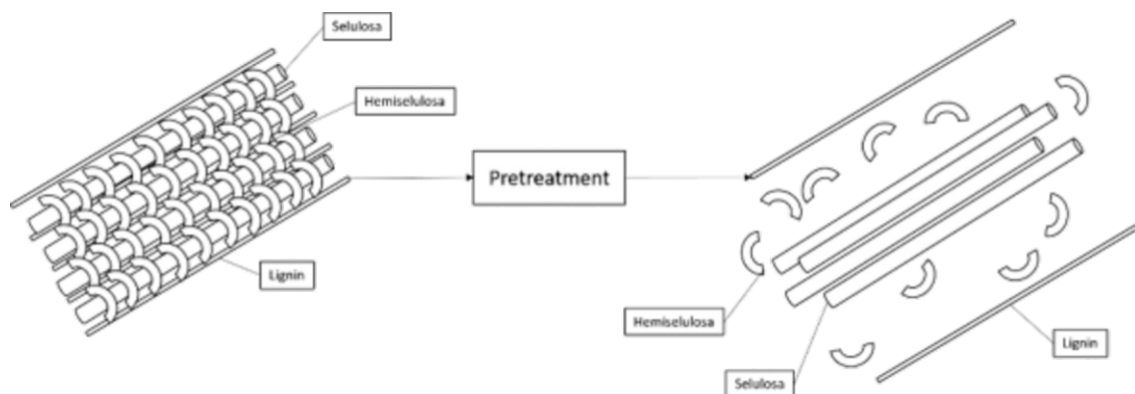 Selulosa
Hemiselulosa
Lignin
Pretreatment
Hemiselulosa
Selulosa
Lignin